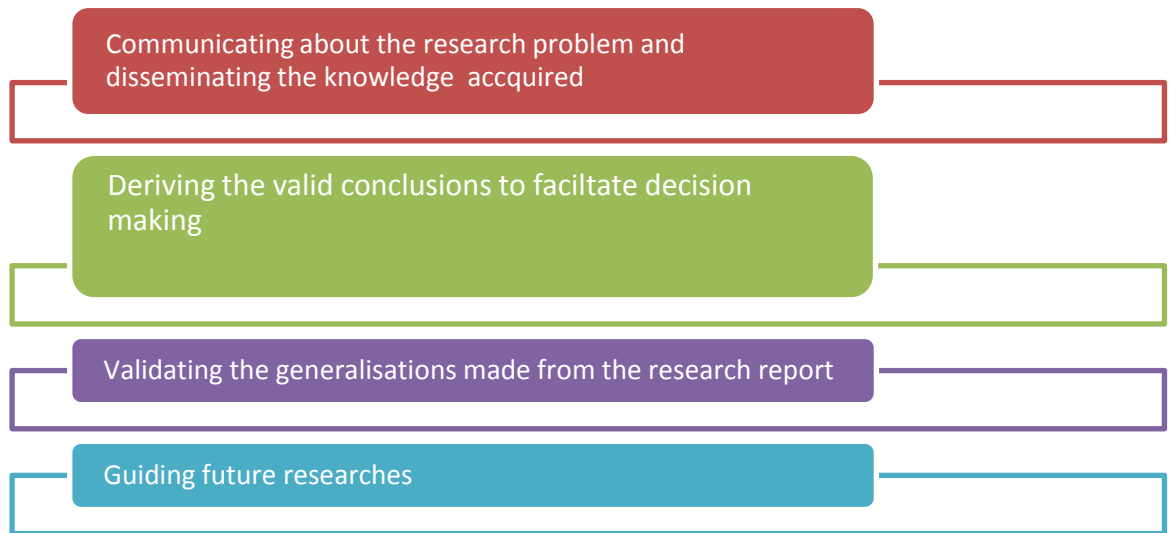 Communicating about the research problem and
disseminating the knowledge accquired
Deriving the valid conclusions to faciltate decision
making
Validating the generalisations made from the research report
Guiding future researches